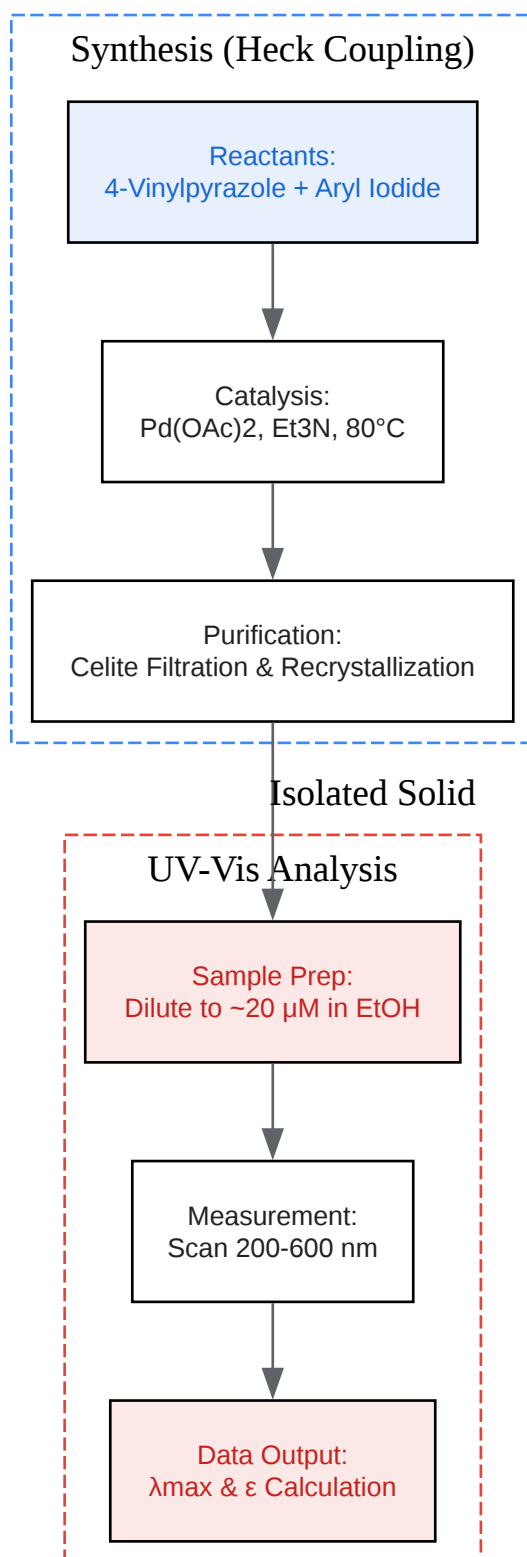 Synthesis (Heck Coupling)
Reactants:
4-Vinylpyrazole + Aryl Iodide
Catalysis:
Pd(OAc)2, Et3N, 80°C
Purification:
Celite Filtration & Recrystallization
Isolated Solid
UV-Vis Analysis
Sample Prep:
Dilute to ~20 μM in EtOH
Measurement:
Scan 200-600 nm
Data Output:
λmax & ε Calculation